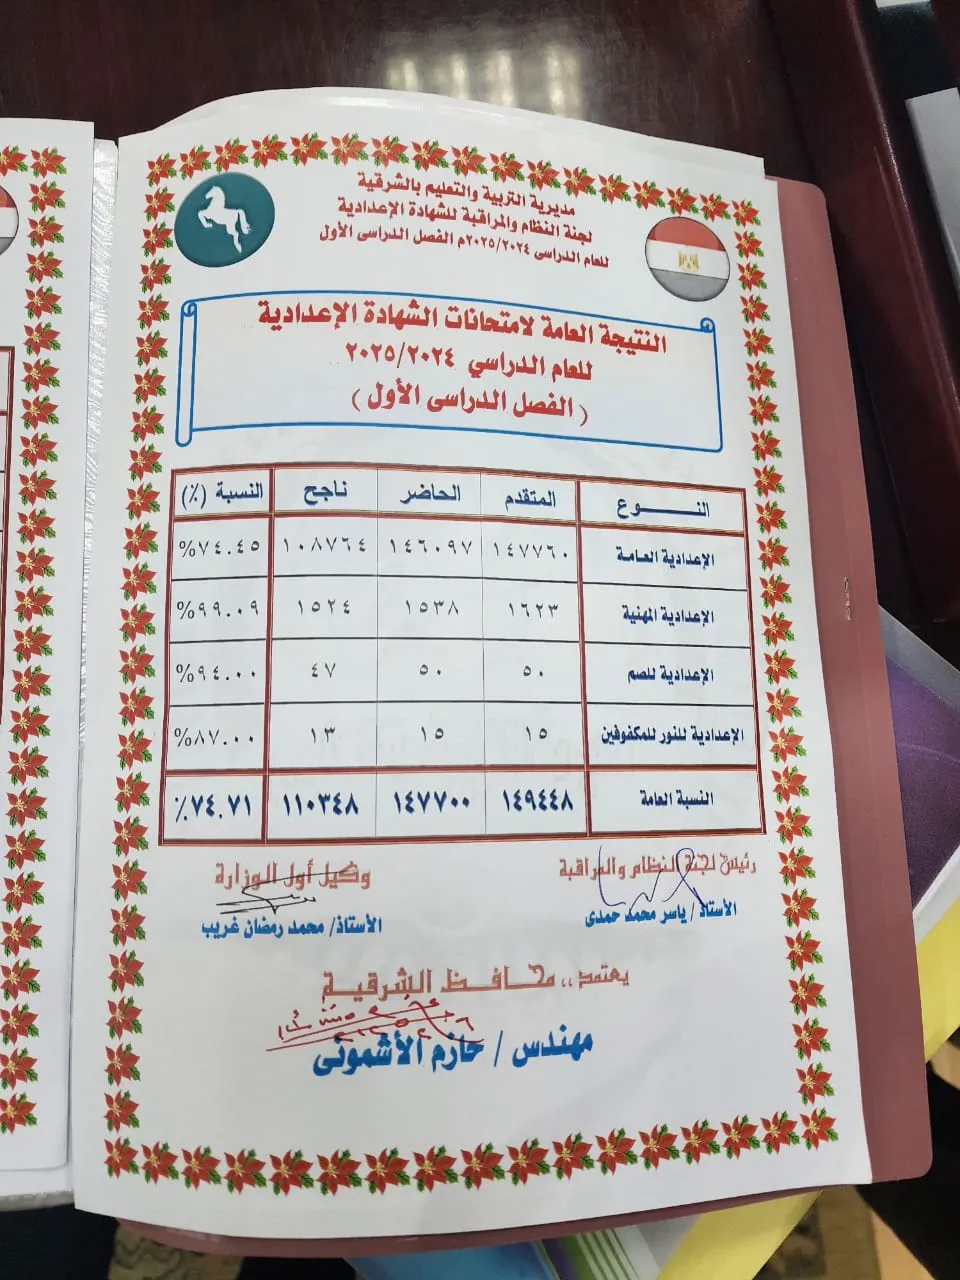 مديرية التربية والتعليم بالشرقية
لجنة النظام والمراقبة للشهادة الإعدادية
للعام الدراسى ٢٠٢٥/٢٠٢٤م الفصل الدراسى الأول
النتيجة العامة لامتحانات الشهادة الإعدادية
للعام الدراسي ٢٠٢٥/٢٠٢٤
( الفصل الدراسى الأول )
النـــــوع المتقدم الحاضر ناجح النسبة (٪)
الإعدادية العامة ١٤٧٧٦٠ ١٤٦٠٩٧ ١٠٨٧٦٤ ٧٤.٤٥%
الإعدادية المهنية ١٦٢٣ ١٥٣٨ ١٥٢٤ ٩٩.٠٩%
الإعدادية للصم ٥٠ ٥٠ ٤٧ ٩٤.٠٠%
الإعدادية للنور للمكفوفين ١٥ ١٥ ١٣ ٨٧.٠٠%
النسبة العامة ١٤٩٤٤٨ ١٤٧٧٠٠ ١١٠٣٤٨ ٧٤.٧١٪
رئيس لجنة النظام والمراقبة وكيل أول الوزارة
الأستاذ/ ياسر محمد حمدى الأستاذ/ محمد رمضان غريب
يعتمد،، محافظ الشرقية
مهندس / حازم الأشمونى